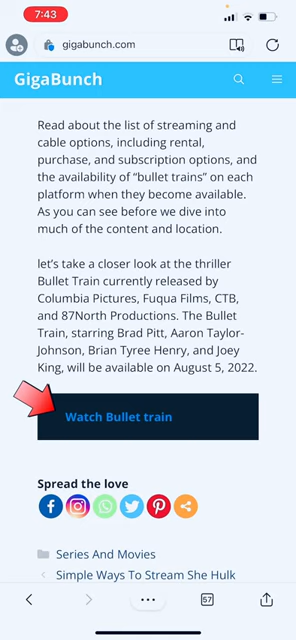 7:43
gigabunch.com
GigaBunch
Read about the list of streaming and
cable options, including rental,
purchase, and subscription options, and
the availability of “bullet trains” on each
platform when they become available.
As you can see before we dive into
much of the content and location.
let’s take a closer look at the thriller
Bullet Train currently released by
Columbia Pictures, Fuqua Films, CTB,
and 87North Productions. The Bullet
Train, starring Brad Pitt, Aaron Taylor-
Johnson, Brian Tyree Henry, and Joey
King, will be available on August 5, 2022.
Watch Bullet train
Spread the love
Series And Movies
Simple Ways To Stream She Hulk
57